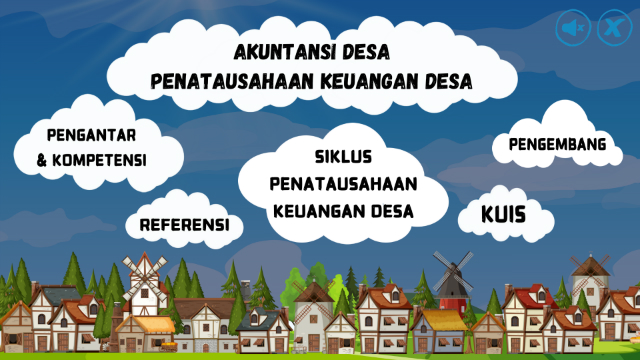 AKUNTANSI DESA
PENATAUSAHAAN KEUANGAN DESA
PENGANTAR
& KOMPETENSI
SIKLUS
PENATAUSAHAAN
KEUANGAN DESA
PENGEMBANG
REFERENSI
KUIS
X